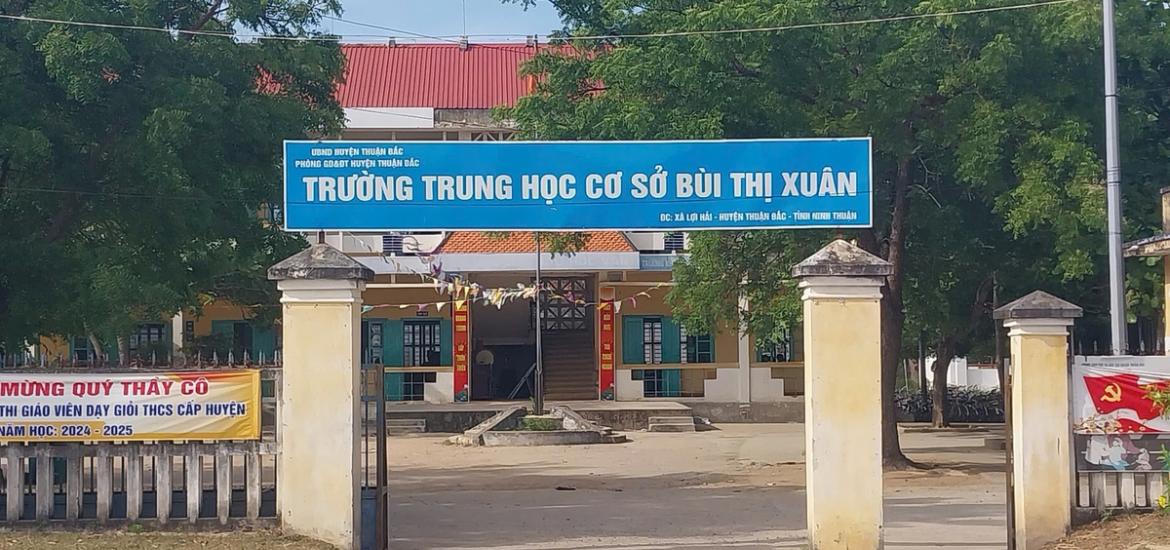 UBND HUYỆN THUẬN BẮC
PHÒNG GD&ĐT HUYỆN THUẬN BẮC
TRƯỜNG TRUNG HỌC CƠ SỞ BÙI THỊ XUÂN
ĐC: XÃ LỢI HẢI - HUYỆN THUẬN BẮC - TỈNH NINH THUẬN
MỪNG QUÝ THẦY CÔ
THI GIÁO VIÊN DẠY GIỎI THCS CẤP HUYỆN
NĂM HỌC: 2024 - 2025